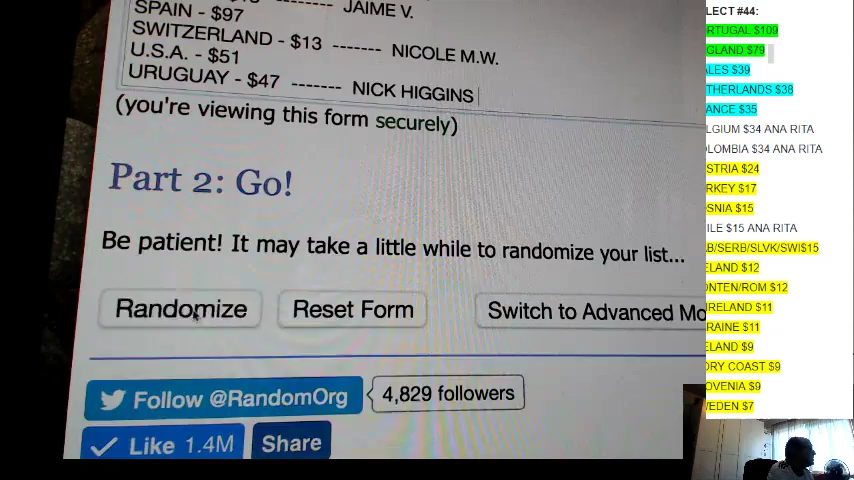 JAIME V.
SPAIN - $97
SWITZERLAND - $13 ------- NICOLE M.W.
U.S.A. - $51
URUGUAY - $47 ------- NICK HIGGINS
(you're viewing this form securely)
Part 2: Go!
Be patient! It may take a little while to randomize your list...
Randomize
Reset Form
Switch to Advanced Mo
Follow @RandomOrg
4,829 followers
Like 1.4M
Share
LECT #44:
RTUGAL $109
GLAND $79
ALES $39
THERLANDS $38
ANCE $35
LGIUM $34 ANA RITA
LOMBIA $34 ANA RITA
STRIA $24
RKEY $17
SNIA $15
ILE $15 ANA RITA
AB/SERB/SLVK/SWI$15
ELAND $12
ONTEN/ROM $12
IRELAND $11
RAINE $11
ELAND $9
ORY COAST $9
OVENIA $9
VEDEN $7